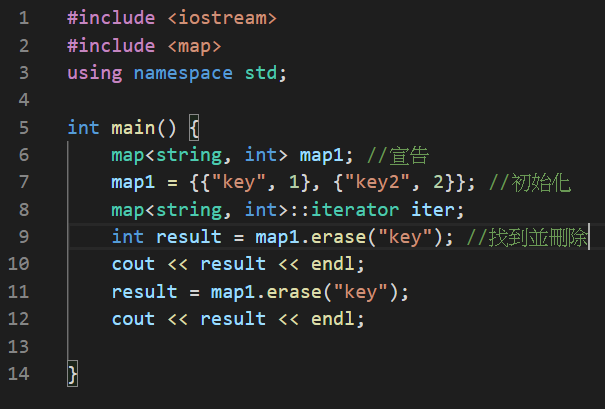 1 #include <iostream>
2 #include <map>
3 using namespace std;
4
5 int main() {
6 map<string, int> map1; //宣告
7 map1 = {{"key", 1}, {"key2", 2}}; //初始化
8 map<string, int>::iterator iter;
9 int result = map1.erase("key"); //找到並刪除
10 cout << result << endl;
11 result = map1.erase("key");
12 cout << result << endl;
13
14 }